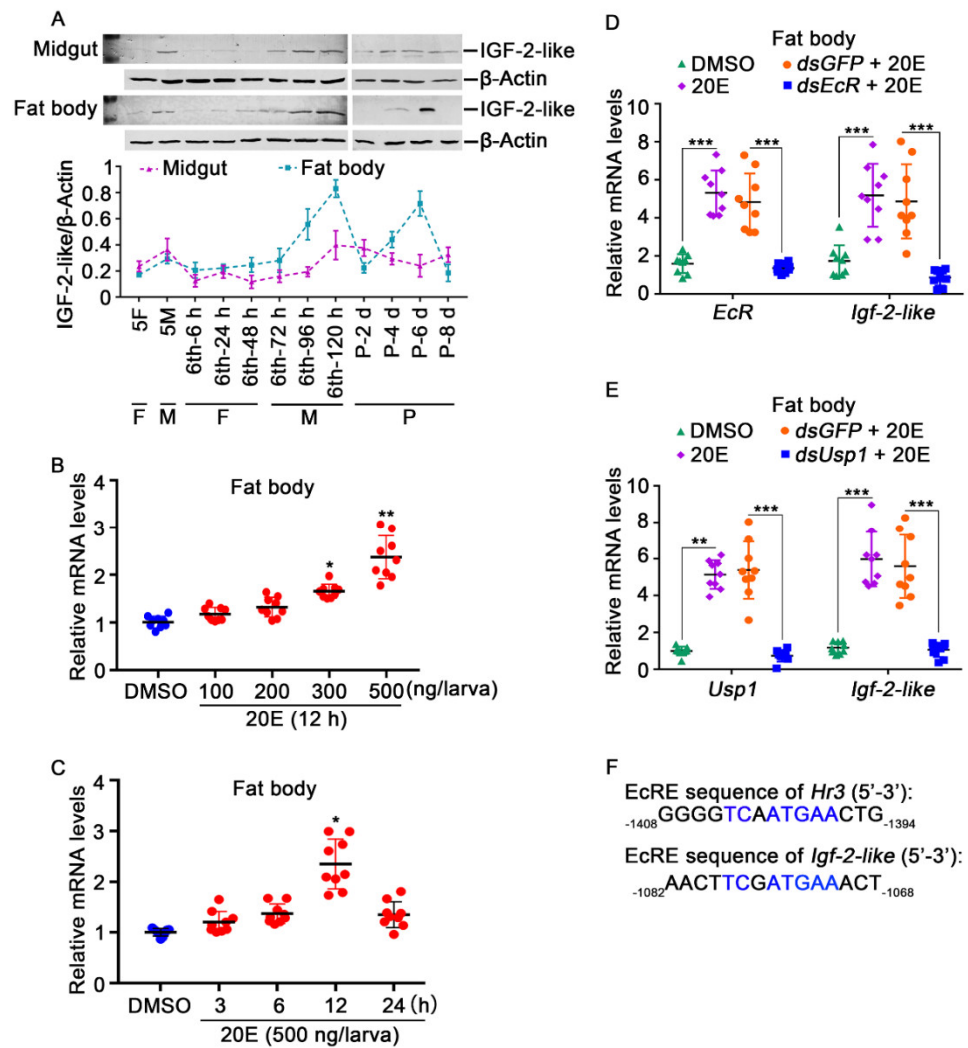 A
Midgut
IGF-2-like
β-Actin
Fat body
IGF-2-like
β-Actin
Midgut Fat body
IGF-2-like/β-Actin
1
0.8
0.6
0.4
0.2
0
5F 5M 6th-6 h 6th-24 h 6th-48 h 6th-72 h 6th-96 h 6th-120 h P-2 d P-4 d P-6 d P-8 d
F M F M P
B
Fat body
Relative mRNA levels
4
3
2
1
0
*
**
DMSO 100 200 300 500 (ng/larva)
20E (12 h)
C
Fat body
Relative mRNA levels
4
3
2
1
0
*
DMSO 3 6 12 24 (h)
20E (500 ng/larva)
D
Fat body
DMSO dsGFP + 20E
20E dsEcR + 20E
Relative mRNA levels
10
8
6
4
2
0
*** *** *** ***
EcR Igf-2-like
E
Fat body
DMSO dsGFP + 20E
20E dsUsp1 + 20E
Relative mRNA levels
10
8
6
4
2
0
** *** *** ***
Usp1 Igf-2-like
F
EcRE sequence of Hr3 (5'-3'):
-1408GGGGTCAATGAACTG-1394
EcRE sequence of Igf-2-like (5'-3'):
-1082AACTTCGATGAAACT-1068